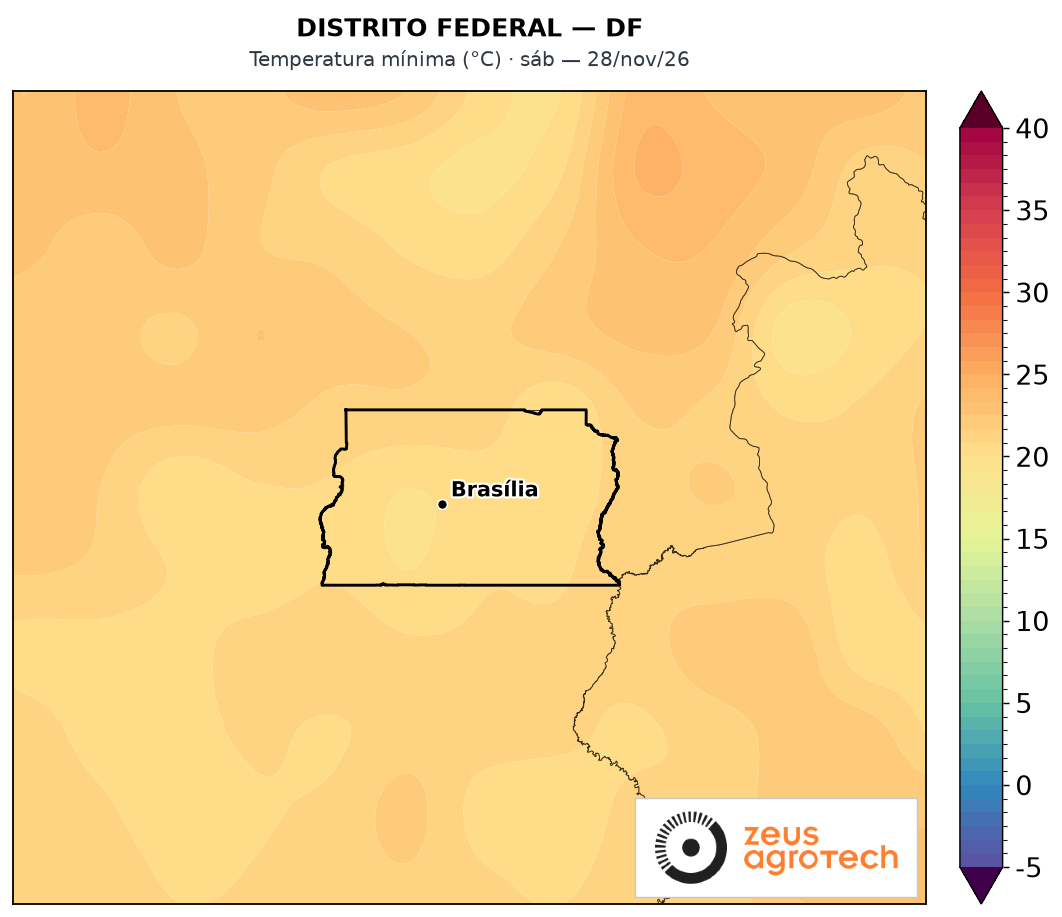 DISTRITO FEDERAL — DF
Temperatura mínima (°C) · sáb — 28/nov/26
Brasília
40
35
30
25
20
15
10
5
0
-5
zeus
agrotech